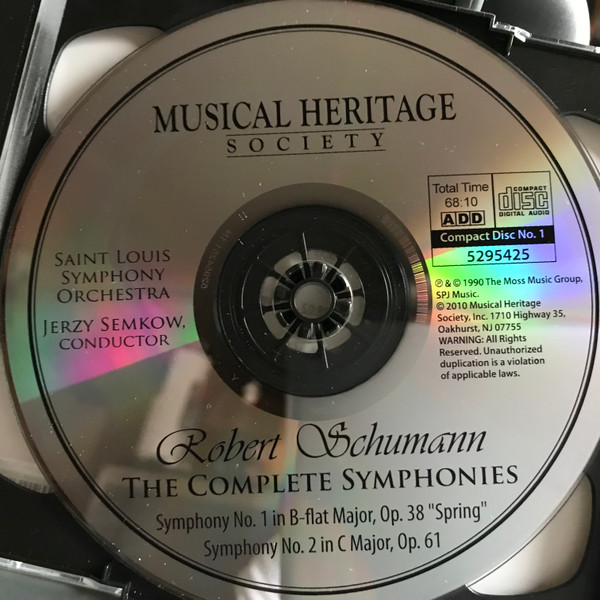 MUSICAL HERITAGE
SOCIETY
Total Time
68:10
ADD
COMPACT
disc
DIGITAL AUDIO
Compact Disc No. 1
5295425
SAINT LOUIS
SYMPHONY
ORCHESTRA
JERZY SEMKOW,
CONDUCTOR
℗ & © 1990 The Moss Music Group,
SPJ Music.
© 2010 Musical Heritage
Society, Inc. 1710 Highway 35,
Oakhurst, NJ 07755
WARNING: All Rights
Reserved. Unauthorized
duplication is a violation
of applicable laws.
Robert Schumann
THE COMPLETE SYMPHONIES
Symphony No. 1 in B-flat Major, Op. 38 "Spring"
Symphony No. 2 in C Major, Op. 61